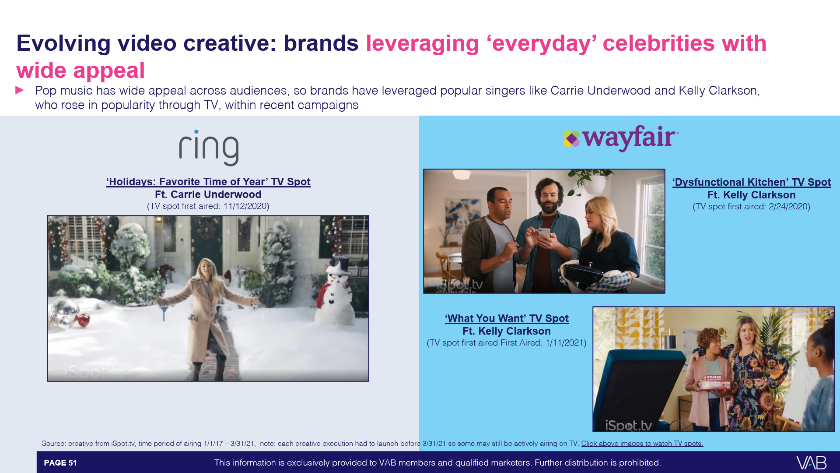 Evolving video creative: brands leveraging ‘everyday’ celebrities with
wide appeal
Pop music has wide appeal across audiences, so brands have leveraged popular singers like Carrie Underwood and Kelly Clarkson,
who rose in popularity through TV, within recent campaigns
ring
‘Holidays: Favorite Time of Year’ TV Spot
Ft. Carrie Underwood
(TV spot first aired: 11/12/2020)
iSpot
wayfair
‘Dysfunctional Kitchen’ TV Spot
Ft. Kelly Clarkson
(TV spot first aired: 2/24/2020)
iSpot.tv
‘What You Want’ TV Spot
Ft. Kelly Clarkson
(TV spot first aired First Aired: 1/11/2021)
iSpot.tv
Source: creative from iSpot.tv, time period of airing 1/1/17 – 3/31/21, note: each creative execution had to launch before 3/31/21 so some may still be actively airing on TV. Click above images to watch TV spots.
PAGE 51
This information is exclusively provided to VAB members and qualified marketers. Further distribution is prohibited.
VAB